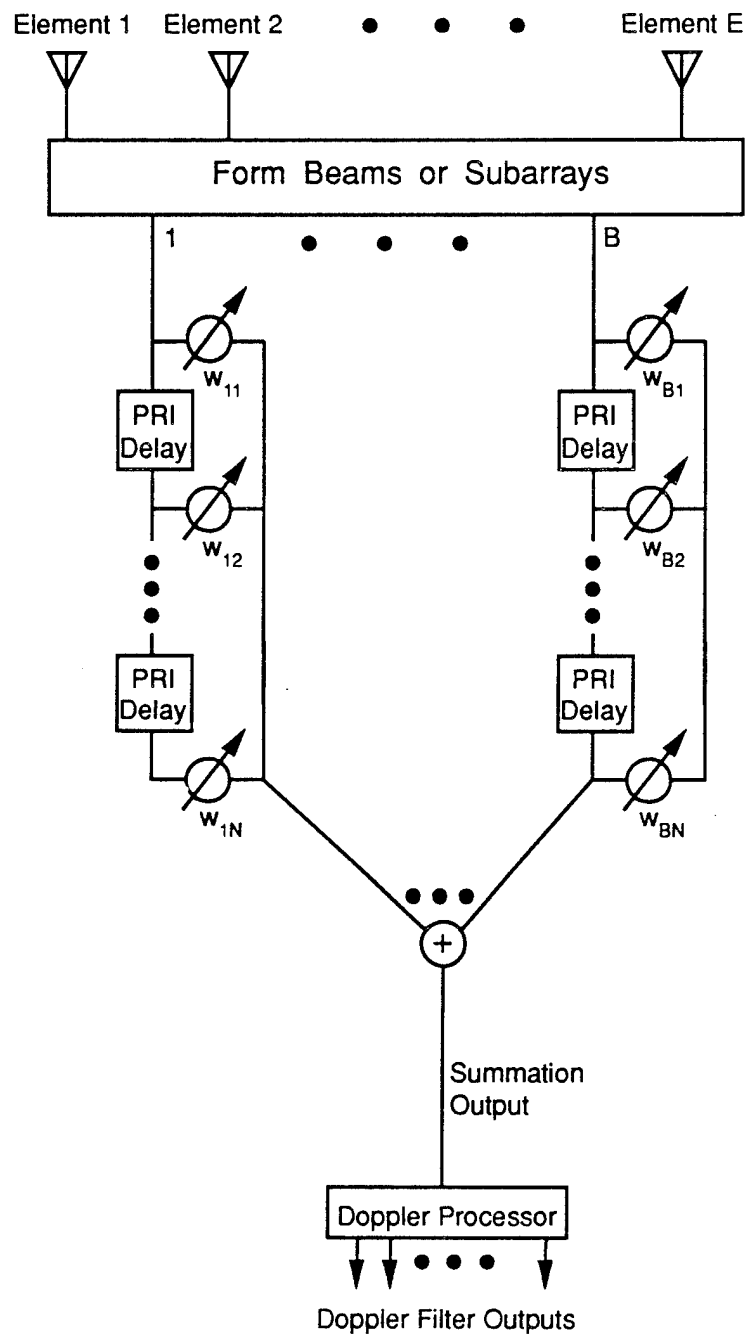 Element 1 Element 2 • • • Element E
Form Beams or Subarrays
1 • • • B
w11 wB1
PRI Delay PRI Delay
w12 wB2
PRI Delay PRI Delay
w1N wBN
+
Summation
Output
Doppler Processor
Doppler Filter Outputs